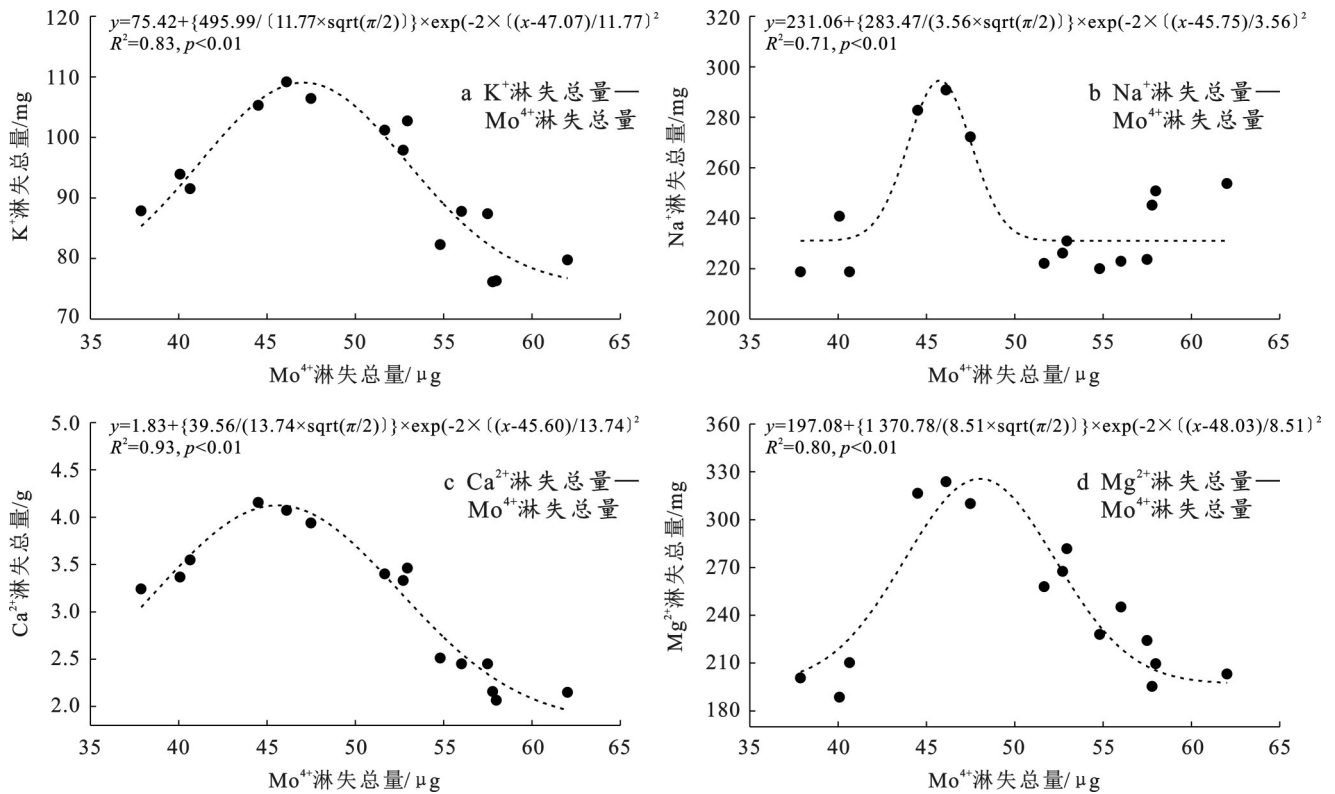 y=75.42+{495.99/〔11.77×sqrt(π/2)〕}×exp(-2×〔(x-47.07)/11.77〕²
R²=0.83, p<0.01
a K⁺淋失总量—
Mo⁴⁺淋失总量
K⁺淋失总量/mg
120
110
100
90
80
70
35 40 45 50 55 60 65
Mo⁴⁺淋失总量/μg
y=231.06+{283.47/(3.56×sqrt(π/2)〕}×exp(-2×〔(x-45.75)/3.56〕²
R²=0.71, p<0.01
b Na⁺淋失总量—
Mo⁴⁺淋失总量
Na⁺淋失总量/mg
320
300
280
260
240
220
200
35 40 45 50 55 60 65
Mo⁴⁺淋失总量/μg
y=1.83+{39.56/(13.74×sqrt(π/2)〕}×exp(-2×〔(x-45.60)/13.74〕²
R²=0.93, p<0.01
c Ca²⁺淋失总量—
Mo⁴⁺淋失总量
Ca²⁺淋失总量/g
5.0
4.5
4.0
3.5
3.0
2.5
2.0
35 40 45 50 55 60 65
Mo⁴⁺淋失总量/μg
y=197.08+{1 370.78/(8.51×sqrt(π/2)〕}×exp(-2×〔(x-48.03)/8.51〕²
R²=0.80, p<0.01
d Mg²⁺淋失总量—
Mo⁴⁺淋失总量
Mg²⁺淋失总量/mg
360
330
300
270
240
210
180
35 40 45 50 55 60 65
Mo⁴⁺淋失总量/μg